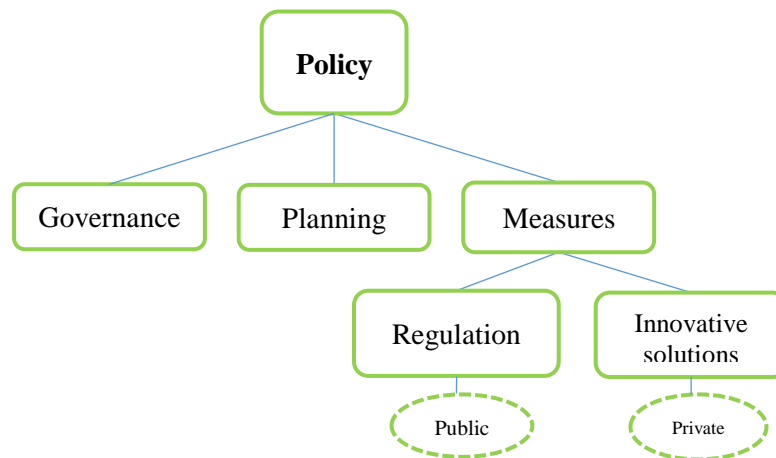 Policy
Governance
Planning
Measures
Regulation
Innovative
solutions
Public
Private